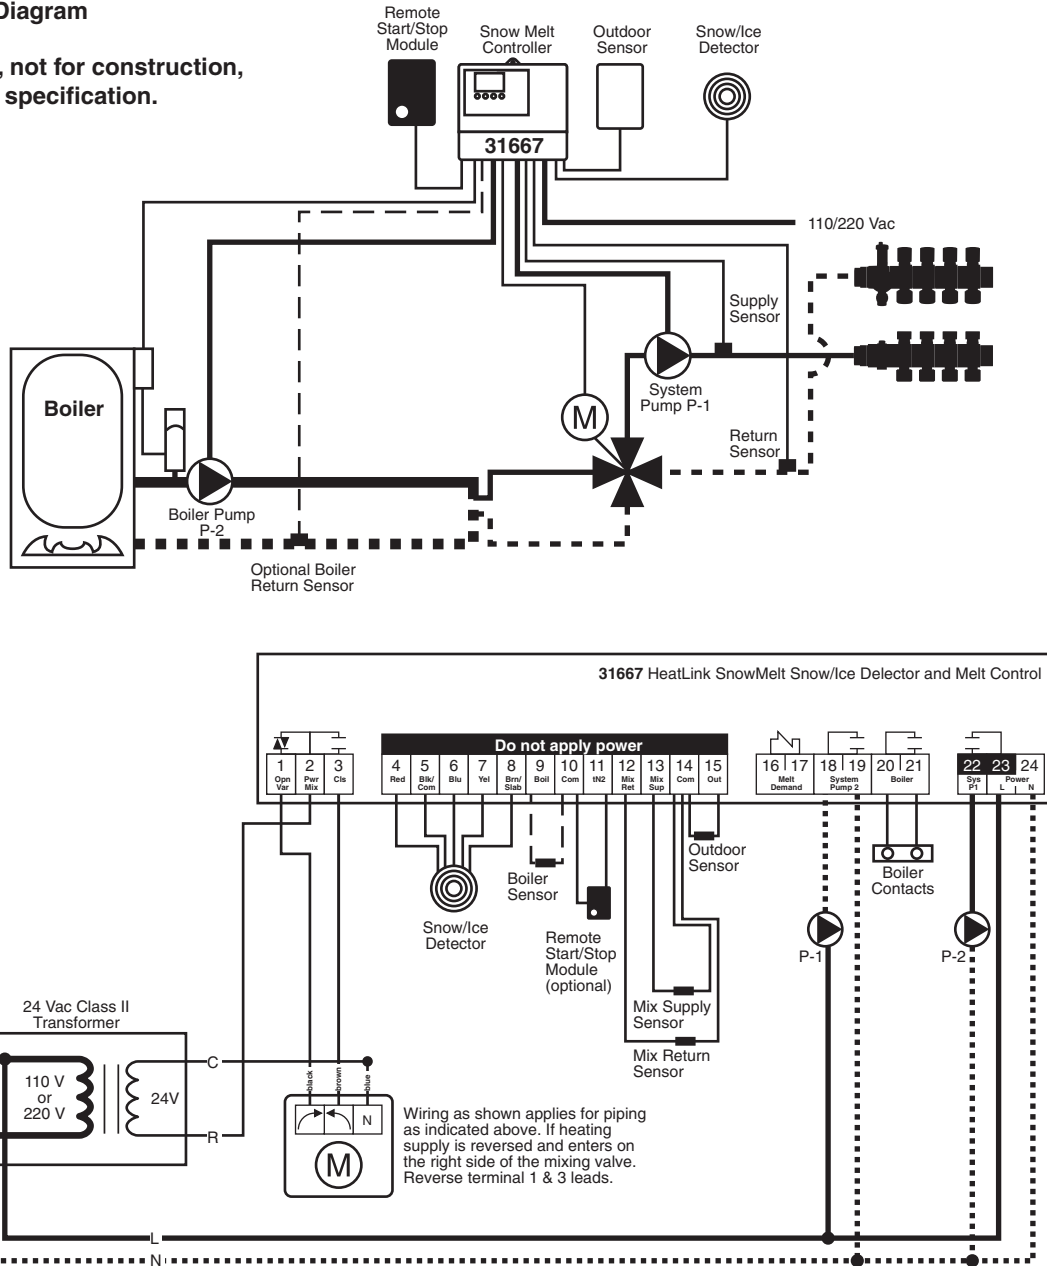 Diagram
, not for construction,
specification.
Remote
Start/Stop
Module
Snow Melt
Controller
Outdoor
Sensor
Snow/Ice
Detector
31667
110/220 Vac
Supply
Sensor
System
Pump P-1
M
Return
Sensor
Boiler
Boiler Pump
P-2
Optional Boiler
Return Sensor
31667 HeatLink SnowMelt Snow/Ice Delector and Melt Control
Do not apply power
1 2 3 4 5 6 7 8 9 10 11 12 13 14 15 16 17 18 19 20 21 22 23 24
Opn
Var
Pwr
Mix
Cls
Red
Blk/
Com
Blu
Yel
Brn/
Slab
Boil
Com
tN2
Mix
Ret
Mix
Sup
Com
Out
Melt
Demand
System
Pump 2
Boiler
Sys
P1
Power
L N
Snow/Ice
Detector
Boiler
Sensor
Remote
Start/Stop
Module
(optional)
Outdoor
Sensor
Mix Supply
Sensor
Mix Return
Sensor
Boiler
Contacts
P-1
P-2
24 Vac Class II
Transformer
110 V
or
220 V
24V
C
R
black
brown
blue
N
M
Wiring as shown applies for piping
as indicated above. If heating
supply is reversed and enters on
the right side of the mixing valve.
Reverse terminal 1 & 3 leads.
L
N